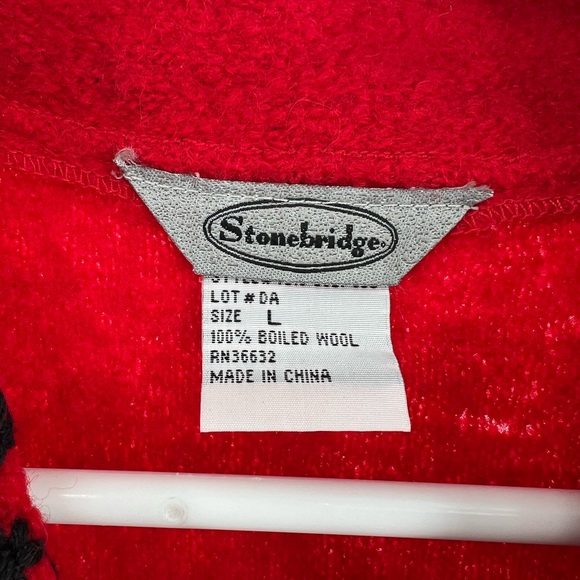 Stonebridge
LOT # DA
SIZE L
100% BOILED WOOL
RN36632
MADE IN CHINA